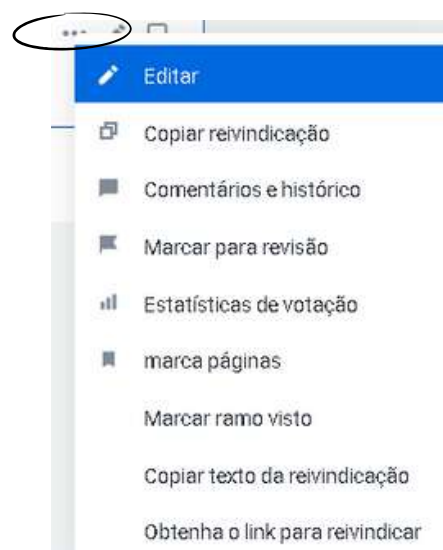 Editar
Copiar reivindicação
Comentários e histórico
Marcar para revisão
Estatísticas de votação
marca páginas
Marcar ramo visto
Copiar texto da reivindicação
Obtenha o link para reivindicar